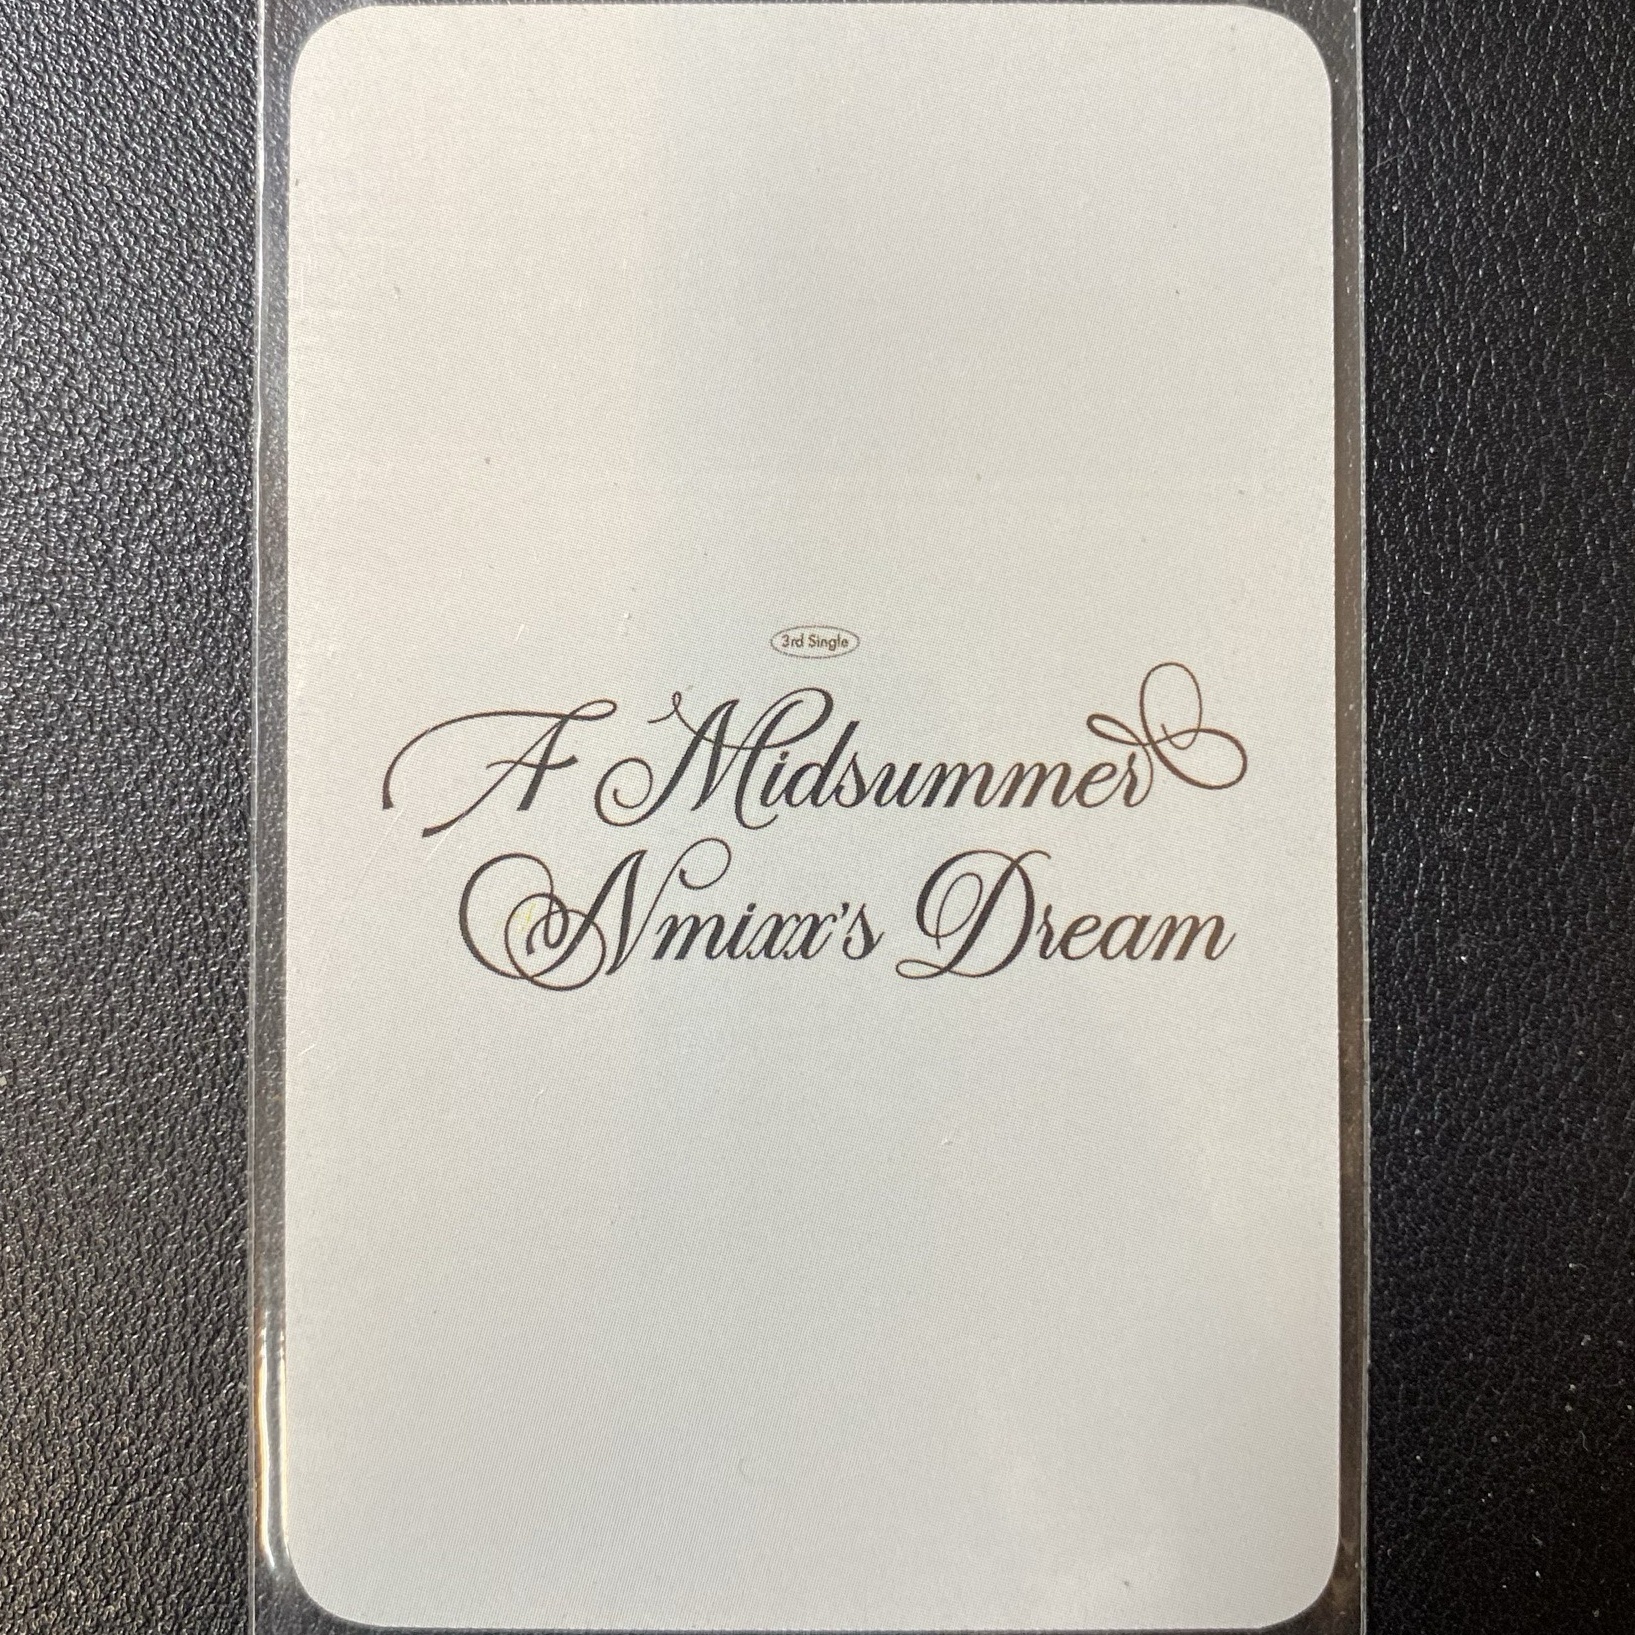 3rd Single
A Midsummer
Nmixx's Dream